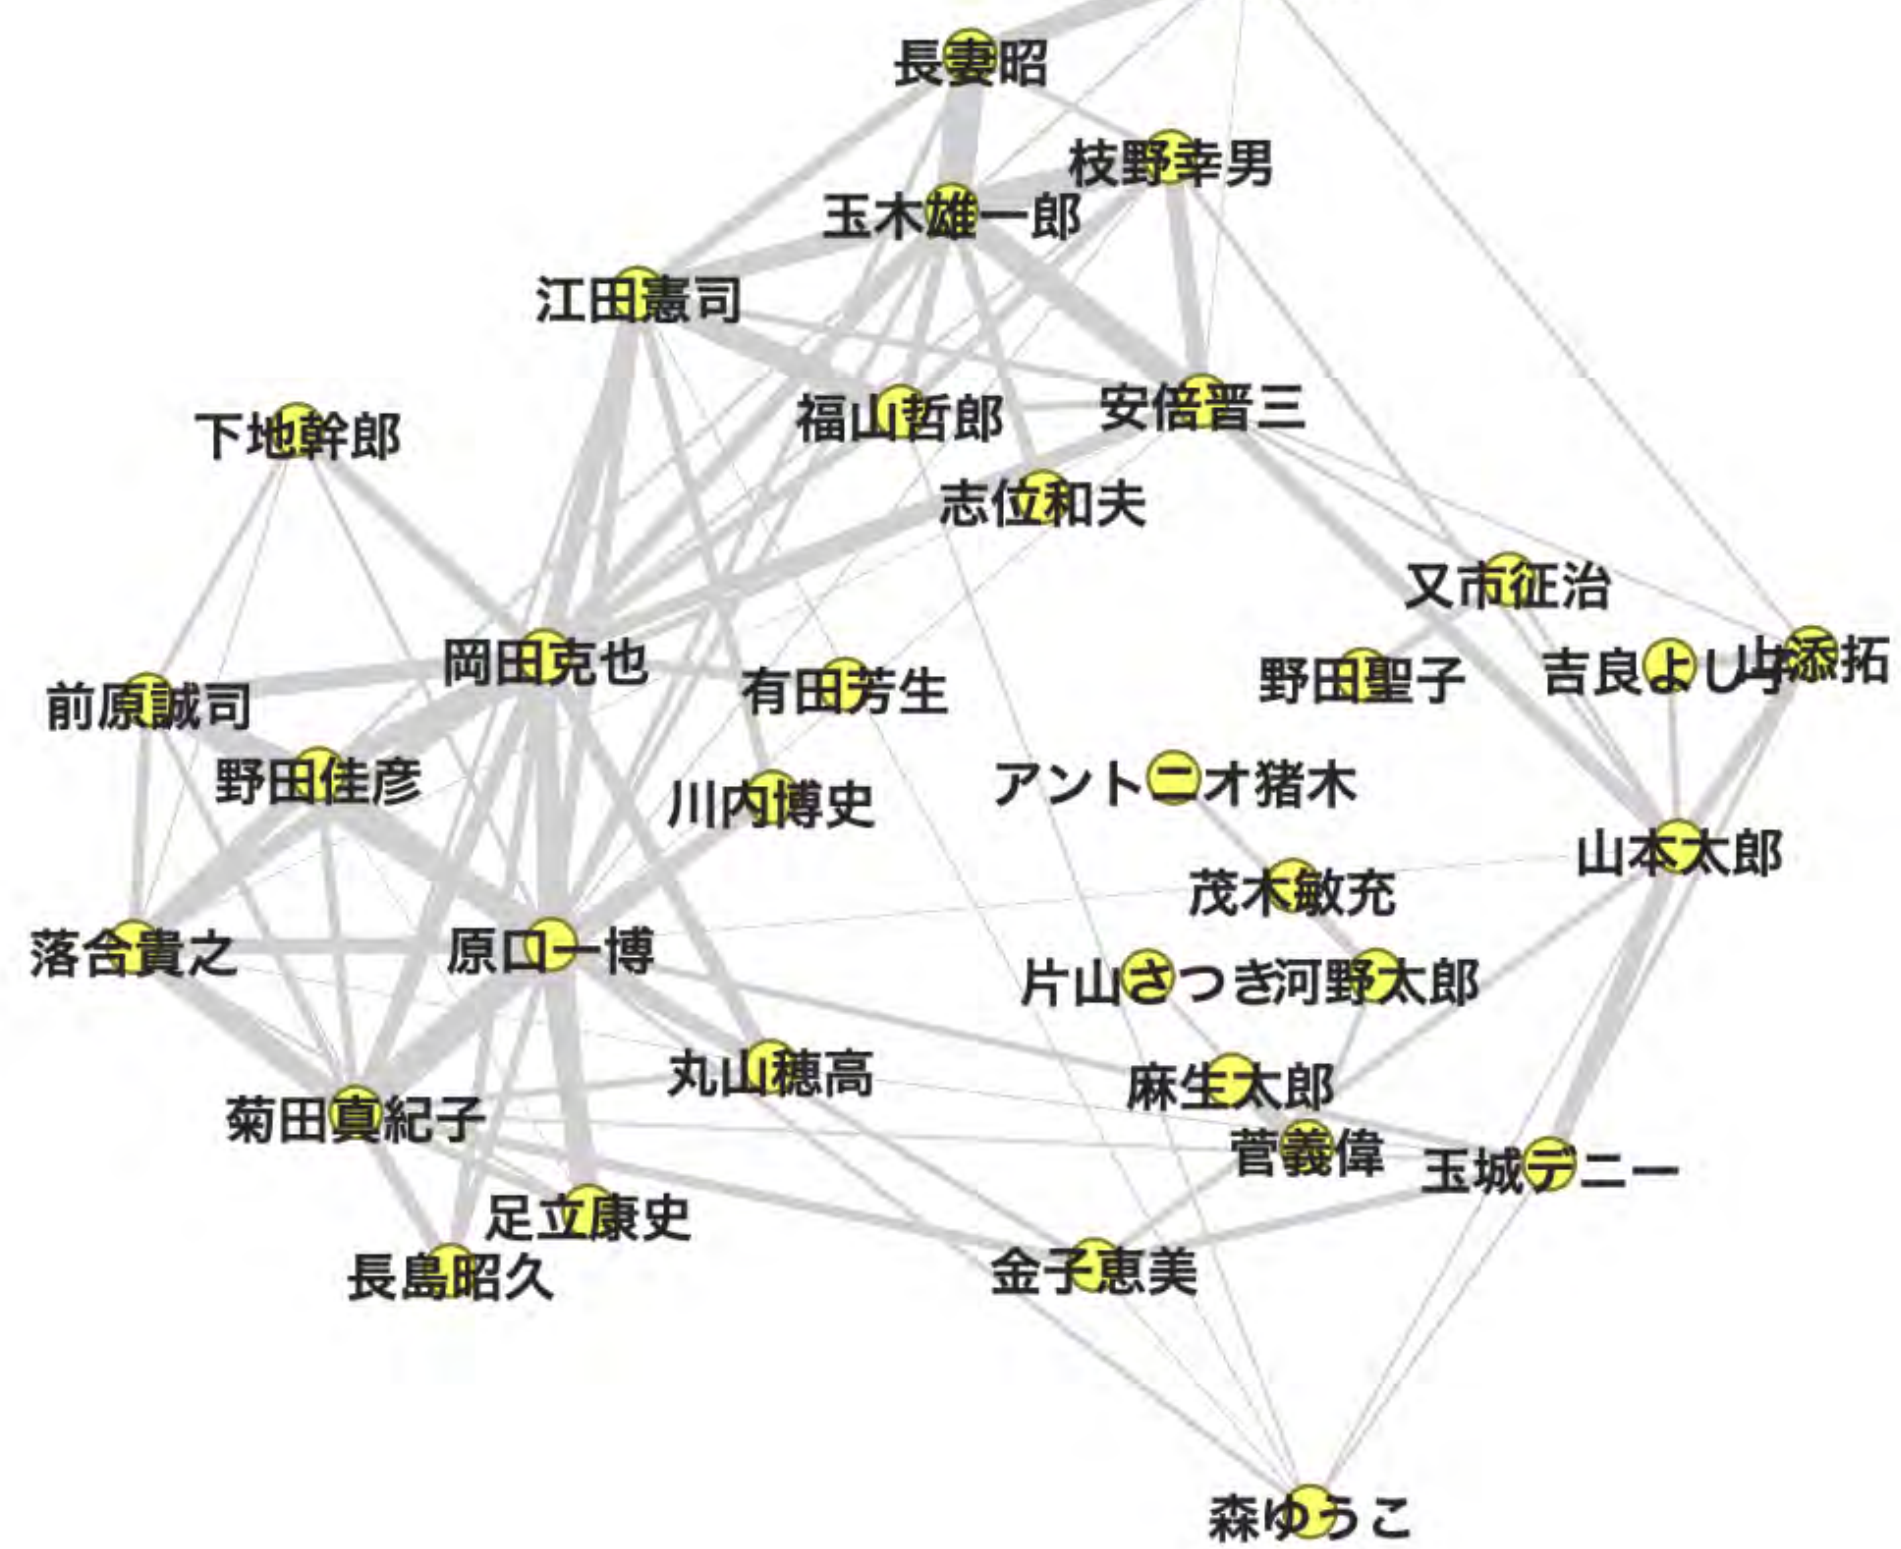 長妻昭
枝野幸男
玉木雄一郎
江田憲司
福山哲郎
安倍晋三
下地幹郎
志位和夫
又市征治
岡田克也
有田芳生
野田聖子
吉良よし子
山添拓
前原誠司
野田佳彦
川内博史
アントニオ猪木
山本太郎
茂木敏充
落合貴之
原口一博
片山さつき
河野太郎
丸山穂高
麻生太郎
菊田真紀子
菅義偉
玉城デニー
足立康史
長島昭久
金子恵美
森ゆうこ